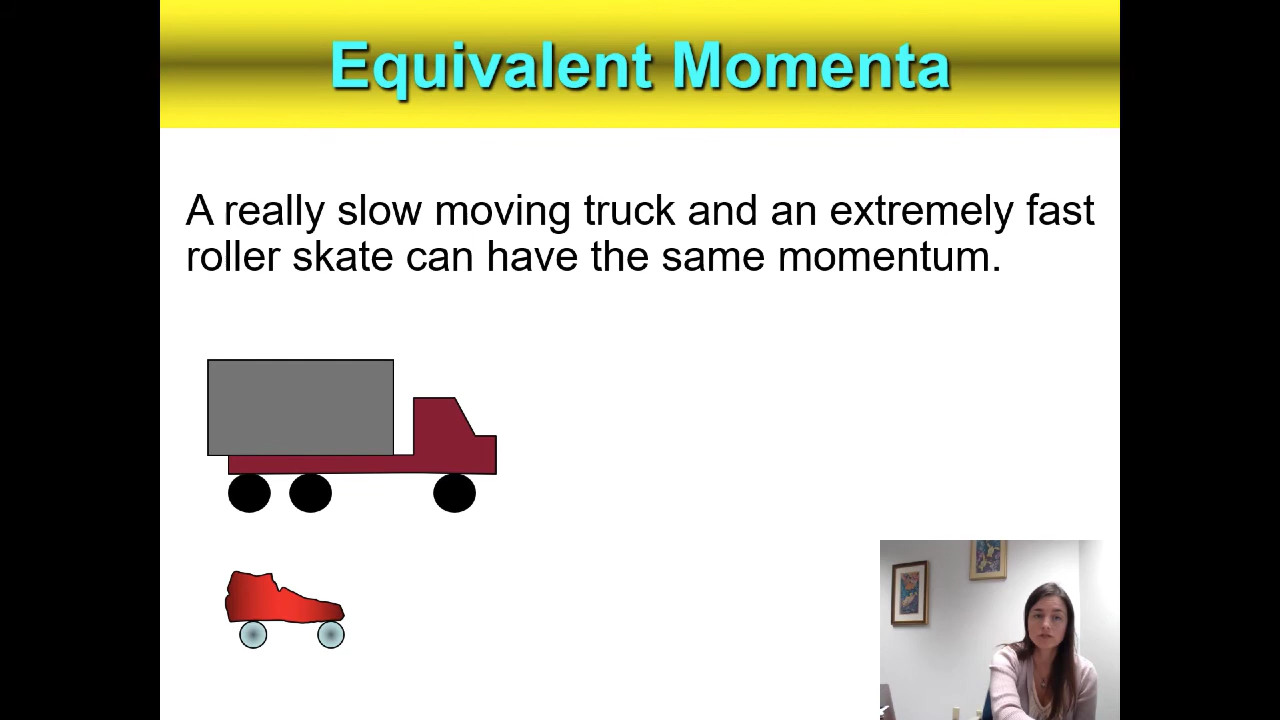 Equivalent Momenta
A really slow moving truck and an extremely fast
roller skate can have the same momentum.